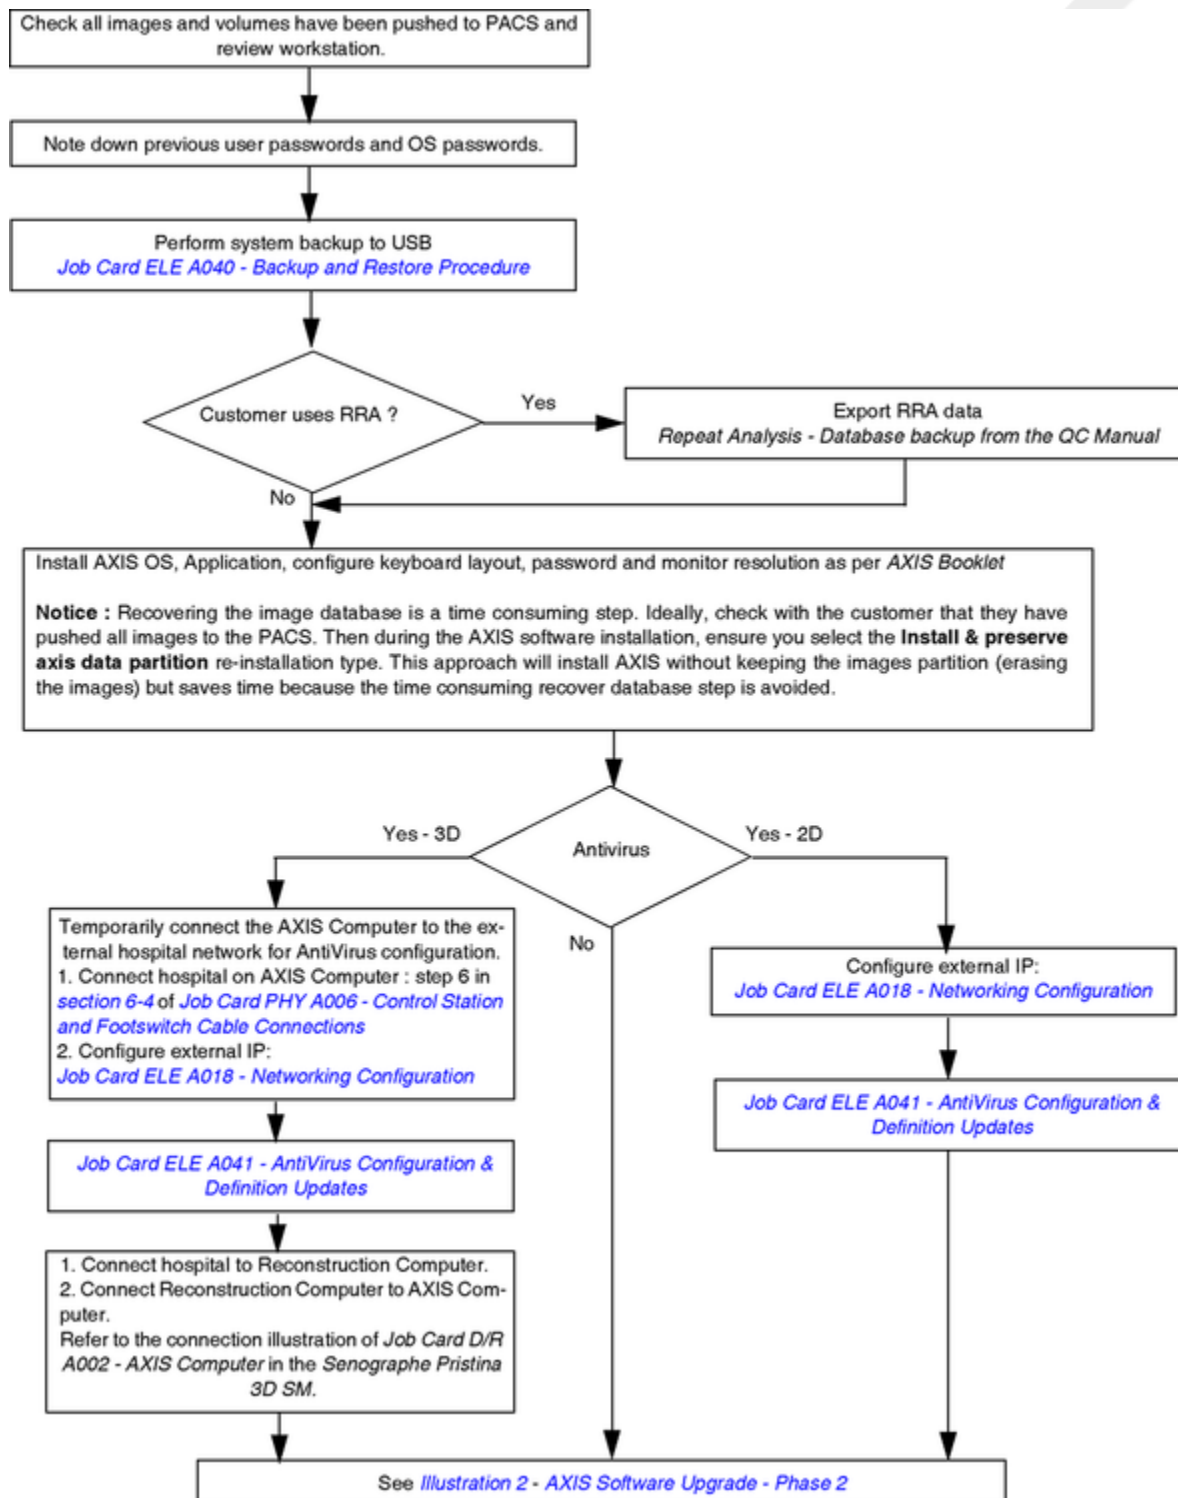 Check all images and volumes have been pushed to PACS and
review workstation.
Note down previous user passwords and OS passwords.
Perform system backup to USB
Job Card ELE A040 - Backup and Restore Procedure
Customer uses RRA ?
Yes
Export RRA data
Repeat Analysis - Database backup from the QC Manual
No
Install AXIS OS, Application, configure keyboard layout, password and monitor resolution as per AXIS Booklet
Notice : Recovering the image database is a time consuming step. Ideally, check with the customer that they have
pushed all images to the PACS. Then during the AXIS software installation, ensure you select the Install & preserve
axis data partition re-installation type. This approach will install AXIS without keeping the images partition (erasing
the images) but saves time because the time consuming recover database step is avoided.
Yes - 3D
Antivirus
Yes - 2D
No
Temporarily connect the AXIS Computer to the ex-
ternal hospital network for AntiVirus configuration.
1. Connect hospital on AXIS Computer : step 6 in
section 6-4 of Job Card PHY A006 - Control Station
and Footswitch Cable Connections
2. Configure external IP:
Job Card ELE A018 - Networking Configuration
Configure external IP:
Job Card ELE A018 - Networking Configuration
Job Card ELE A041 - AntiVirus Configuration &
Definition Updates
Job Card ELE A041 - AntiVirus Configuration &
Definition Updates
1. Connect hospital to Reconstruction Computer.
2. Connect Reconstruction Computer to AXIS Com-
puter.
Refer to the connection illustration of Job Card D/R
A002 - AXIS Computer in the Senographe Pristina
3D SM.
See Illustration 2 - AXIS Software Upgrade - Phase 2